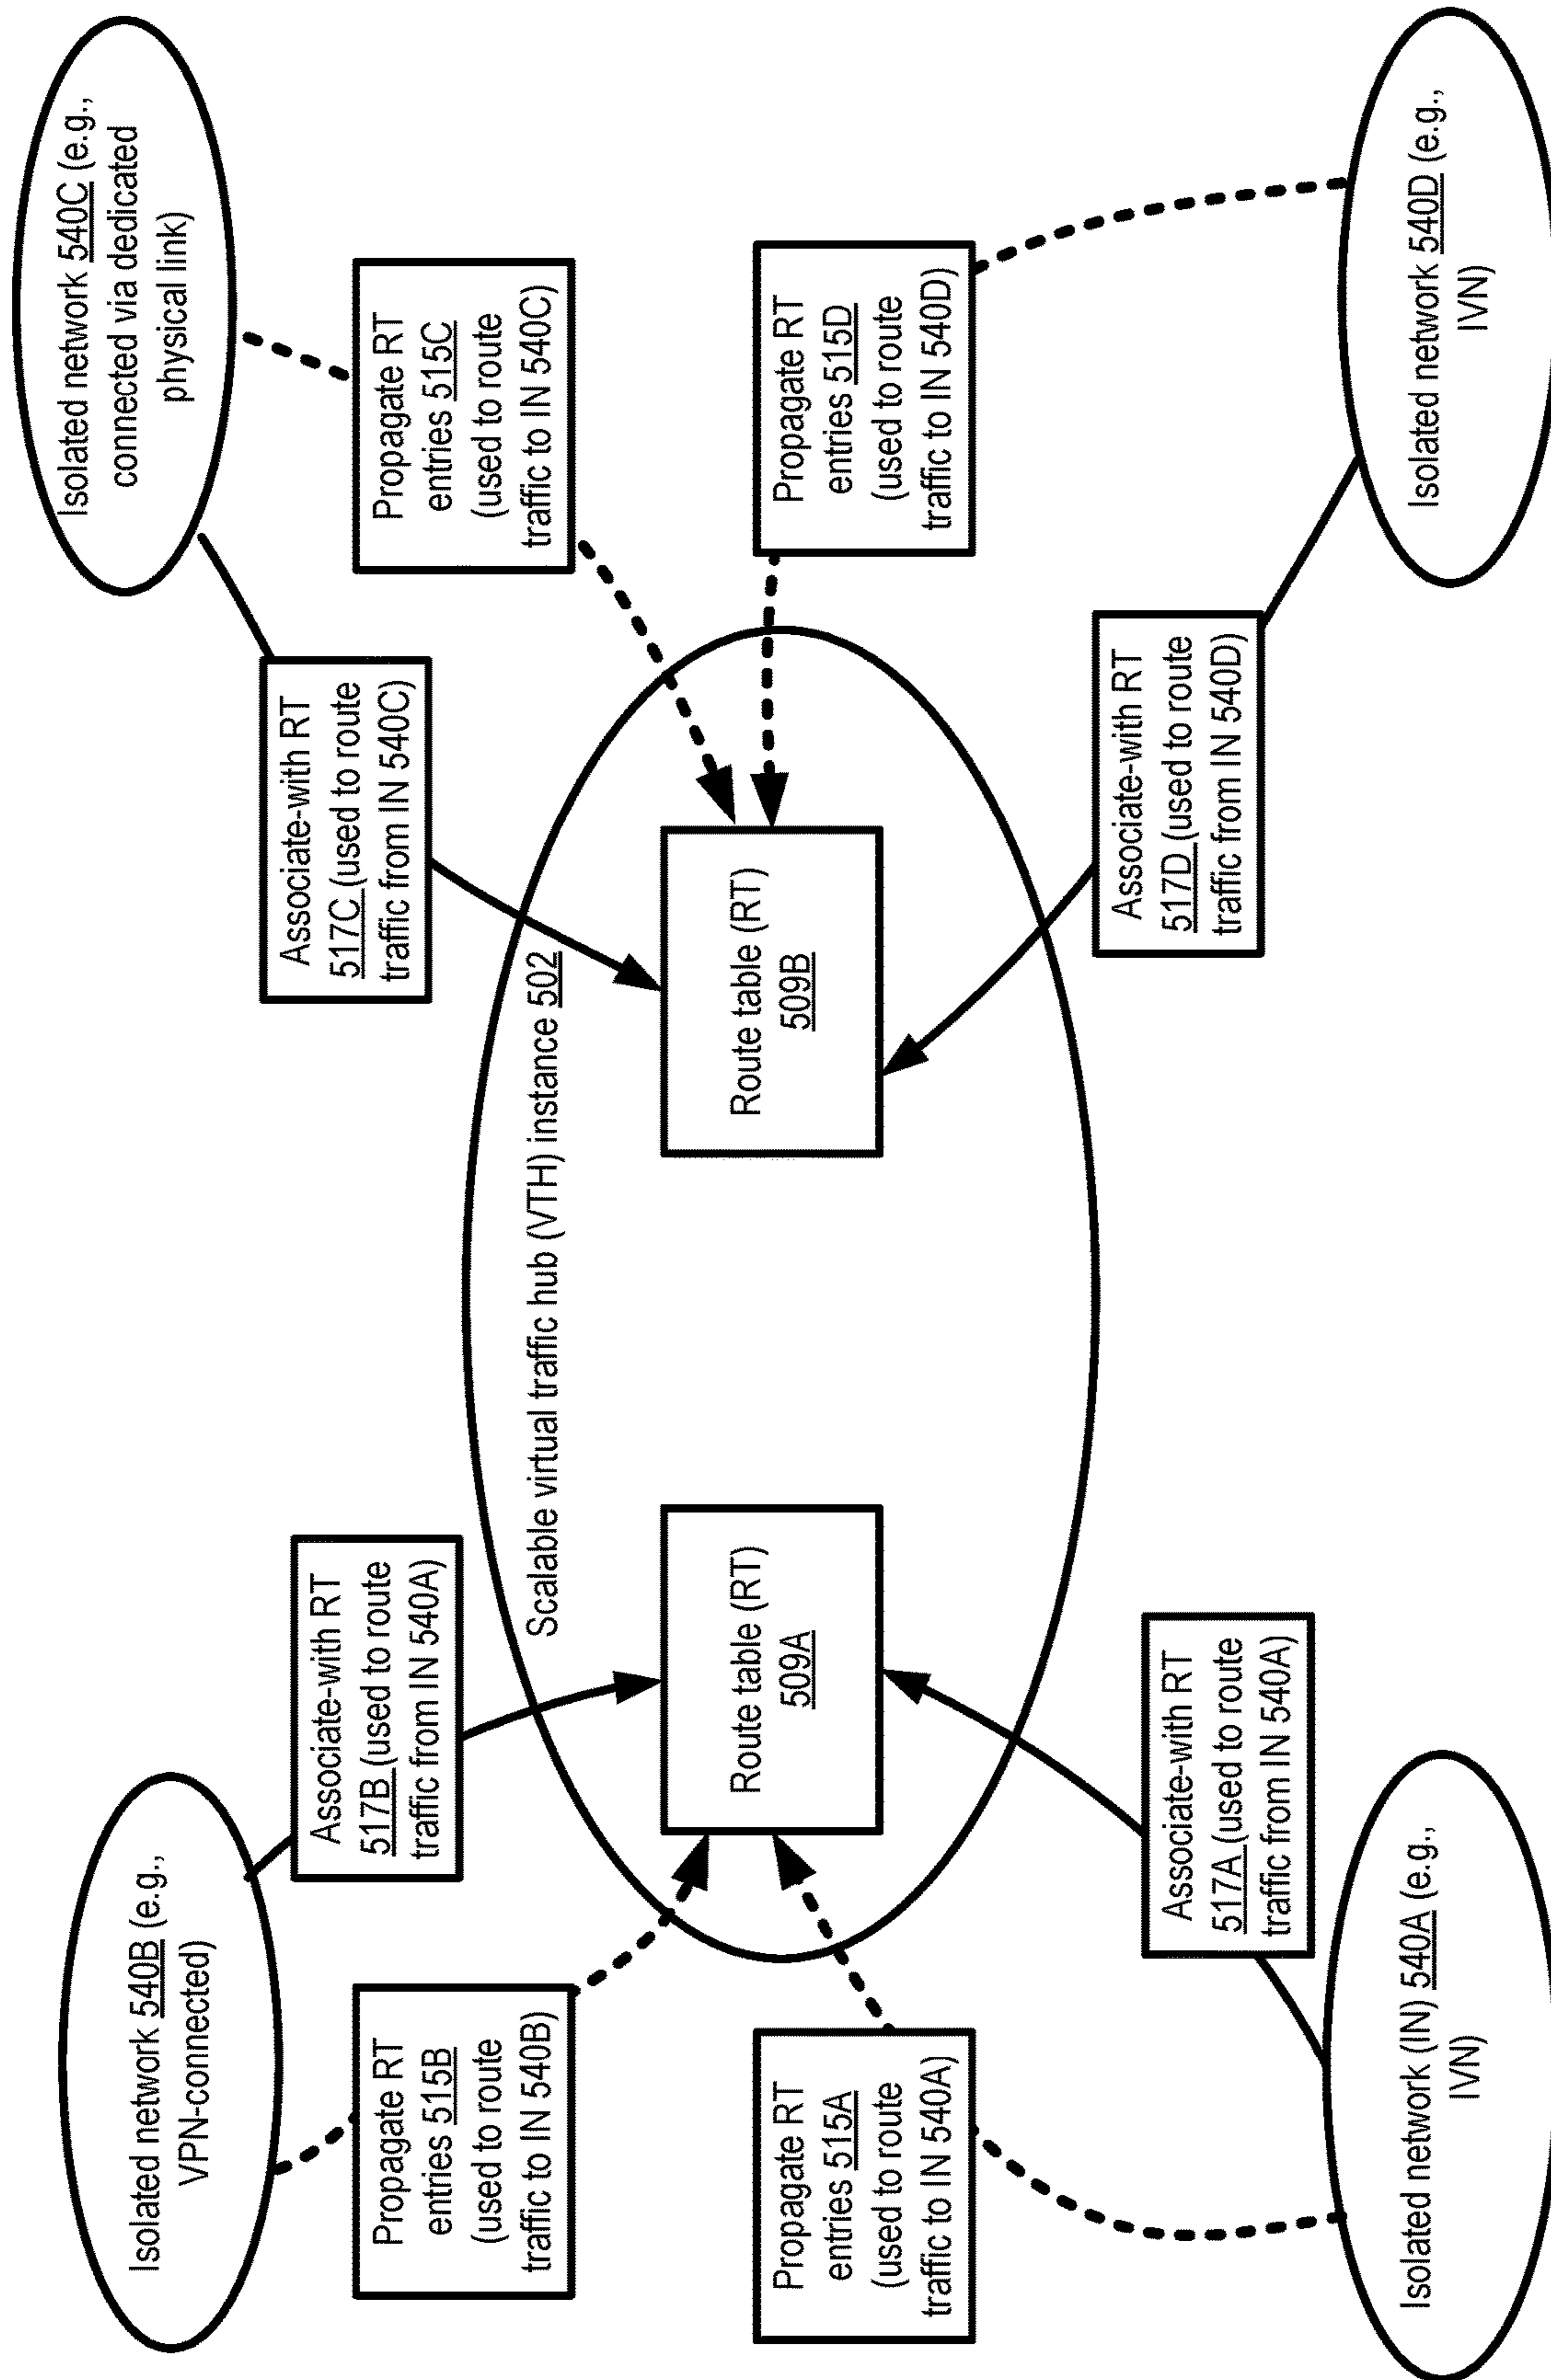 Isolated network 540B (e.g.,
VPN-connected)
Isolated network 540C (e.g.,
connected via dedicated
physical link)
Associate-with RT
517B (used to route
traffic from IN 540A)
Associate-with RT
517C (used to route
traffic from IN 540C)
Propagate RT
entries 515B
(used to route
traffic to IN 540B)
Propagate RT
entries 515C
(used to route
traffic to IN 540C)
Scalable virtual traffic hub (VTH) instance 502
Route table (RT)
509A
Route table (RT)
509B
Propagate RT
entries 515A
(used to route
traffic to IN 540A)
Propagate RT
entries 515D
(used to route
traffic to IN 540D)
Associate-with RT
517A (used to route
traffic from IN 540A)
Associate-with RT
517D (used to route
traffic from IN 540D)
Isolated network (IN) 540A (e.g.,
IVN)
Isolated network 540D (e.g.,
IVN)